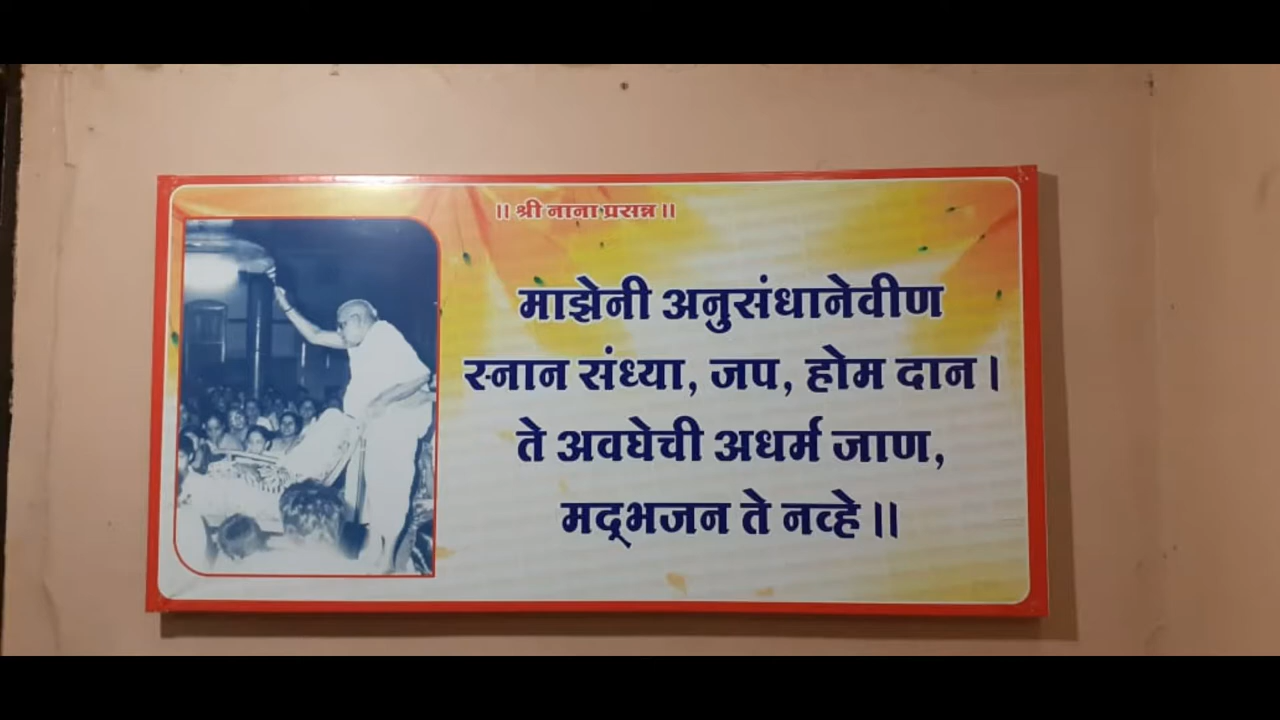 ॥ श्री नाना प्रसन्न ॥
माझेनी अनुसंधानेवीण
स्नान संध्या, जप, होम दान।
ते अवघेची अधर्म जाण,
मद्भजन ते नव्हे॥